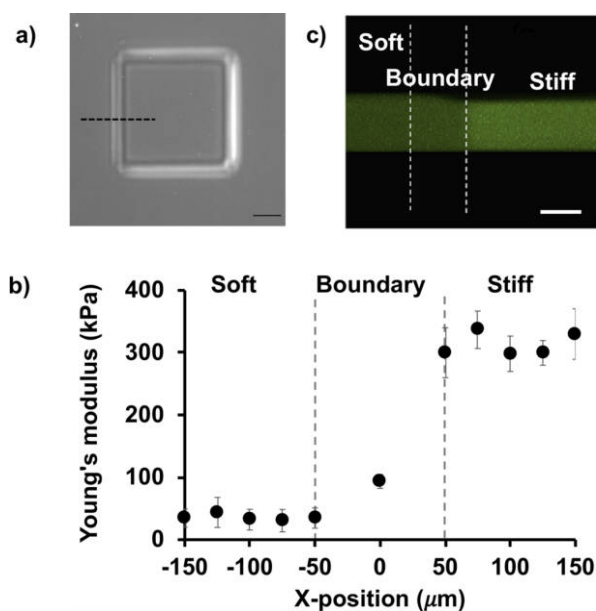 a)
c)
Soft
Boundary
Stiff
b)
Soft Boundary Stiff
400
300
200
100
0
Young's modulus (kPa)
-150 -100 -50 0 50 100 150
X-position (μm)